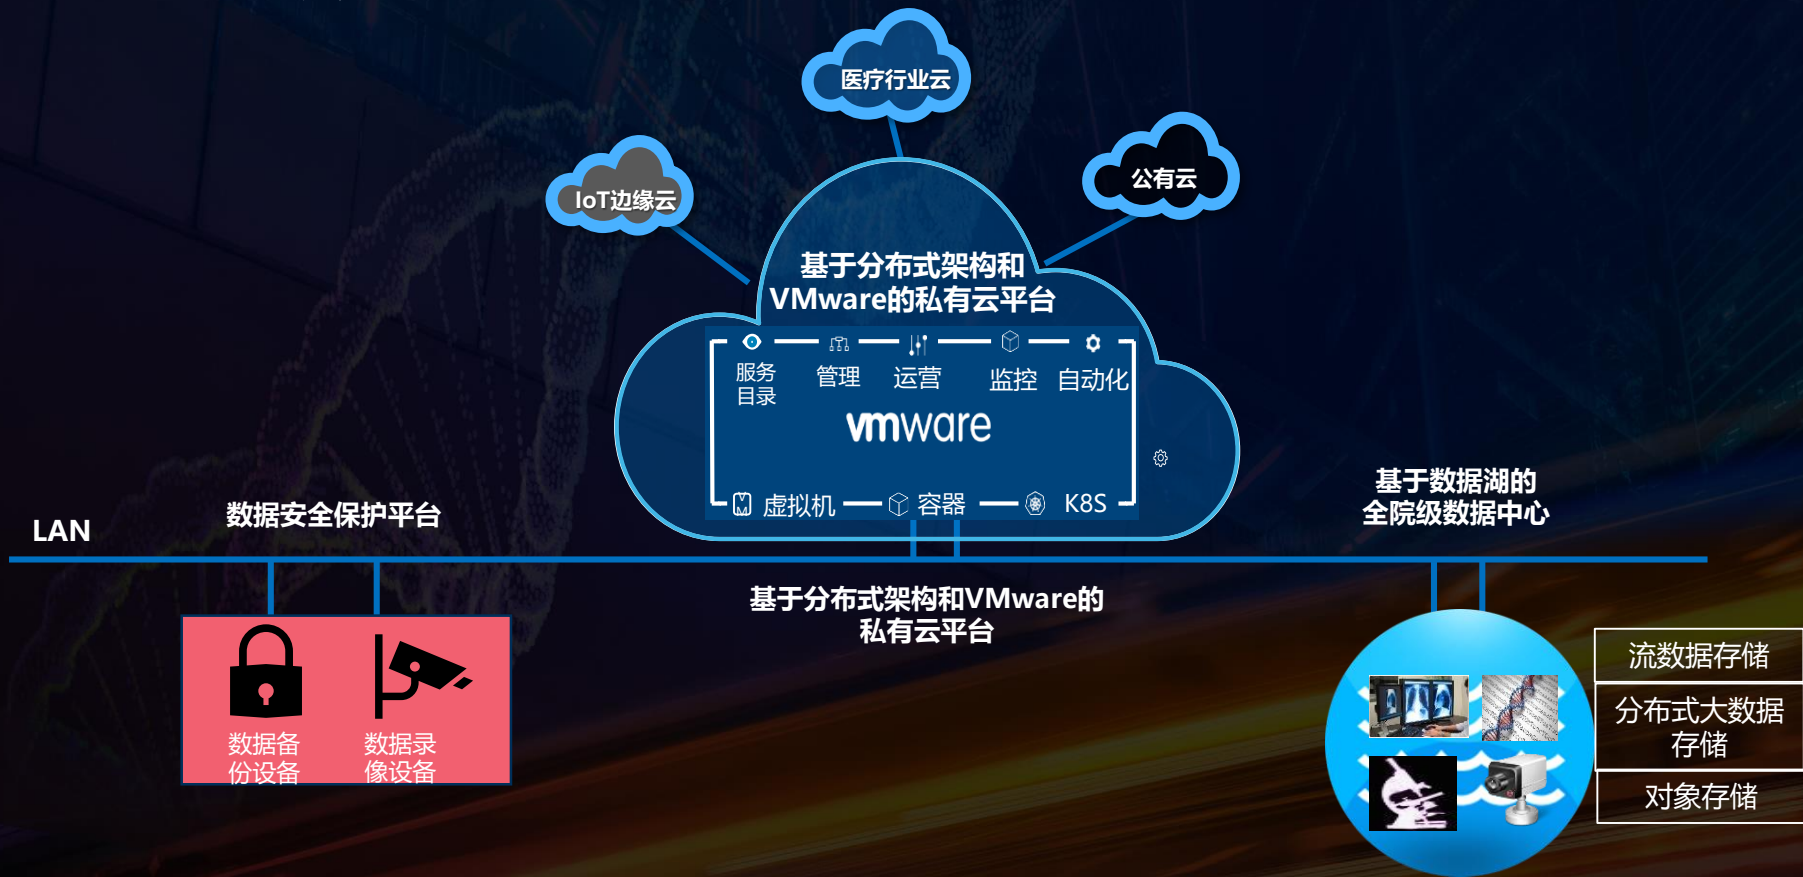 医疗行业云
IoT边缘云
公有云
基于分布式架构和
VMware的私有云平台
服务
目录
管理
运营
监控
自动化
vmware
VM
虚拟机
容器
K8S
LAN
数据安全保护平台
基于数据湖的
全院级数据中心
基于分布式架构和VMware的
私有云平台
数据备
份设备
数据录
像设备
流数据存储
分布式大数据
存储
对象存储